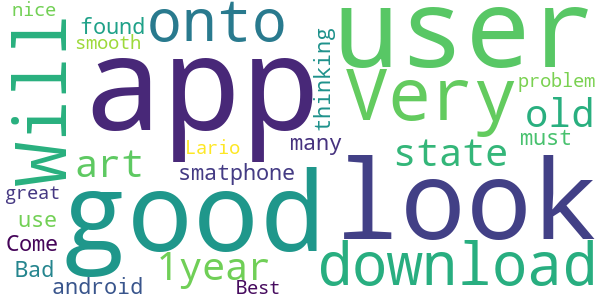 nice
found
smooth
onto
user
Will
app
thinking
Very
problem
old
must
many
Lario
art
smatphone
state
great
good
look
use
Come
Bad
1year
download
android
Best